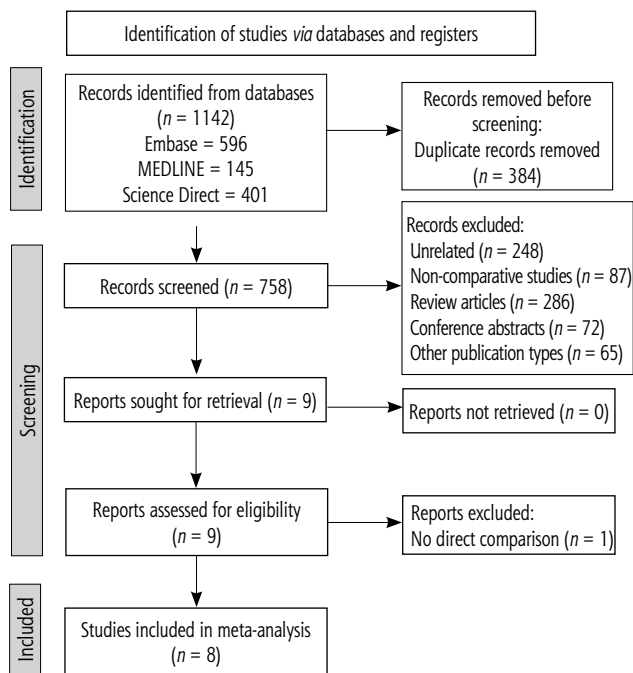 Identification of studies via databases and registers
Identification
Records identified from databases
(n = 1142)
Embase = 596
MEDLINE = 145
Science Direct = 401
Records removed before
screening:
Duplicate records removed
(n = 384)
Screening
Records screened (n = 758)
Records excluded:
Unrelated (n = 248)
Non-comparative studies (n = 87)
Review articles (n = 286)
Conference abstracts (n = 72)
Other publication types (n = 65)
Reports sought for retrieval (n = 9)
Reports not retrieved (n = 0)
Reports assessed for eligibility
(n = 9)
Reports excluded:
No direct comparison (n = 1)
Included
Studies included in meta-analysis
(n = 8)